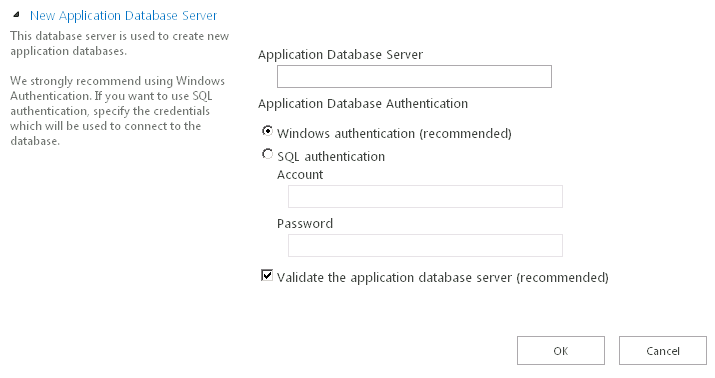 New Application Database Server
This database server is used to create new
application databases.
We strongly recommend using Windows
Authentication. If you want to use SQL
authentication, specify the credentials
which will be used to connect to the
database.
Application Database Server
Application Database Authentication
Windows authentication (recommended)
SQL authentication
Account
Password
Validate the application database server (recommended)
OK
Cancel